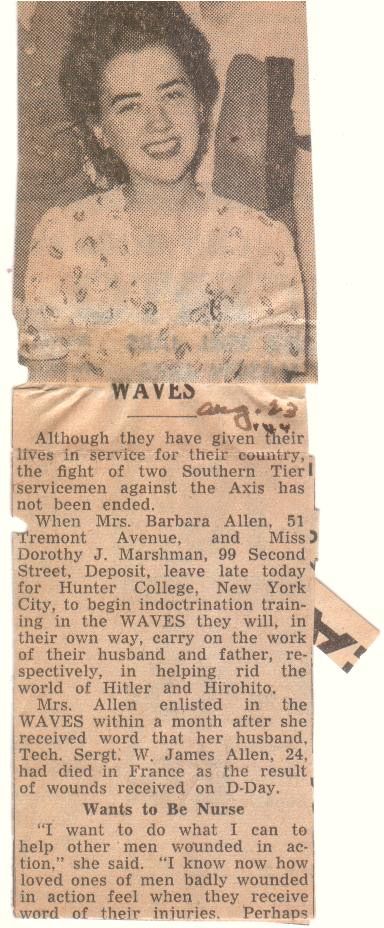 WAVES
Aug. 23
'44
Although they have given their
lives in service for their country,
the fight of two Southern Tier
servicemen against the Axis has
not been ended.
When Mrs. Barbara Allen, 51
Tremont Avenue, and Miss
Dorothy J. Marshman, 99 Second
Street, Deposit, leave late today
for Hunter College, New York
City, to begin indoctrination train-
ing in the WAVES they will, in
their own way, carry on the work
of their husband and father, re-
spectively, in helping rid the
world of Hitler and Hirohito.
Mrs. Allen enlisted in the
WAVES within a month after she
received word that her husband,
Tech. Sergt. W. James Allen, 24,
had died in France as the result
of wounds received on D-Day.
Wants to Be Nurse
"I want to do what I can to
help other men wounded in ac-
tion," she said. "I know now how
loved ones of men badly wounded
in action feel when they receive
word of their injuries. Perhaps